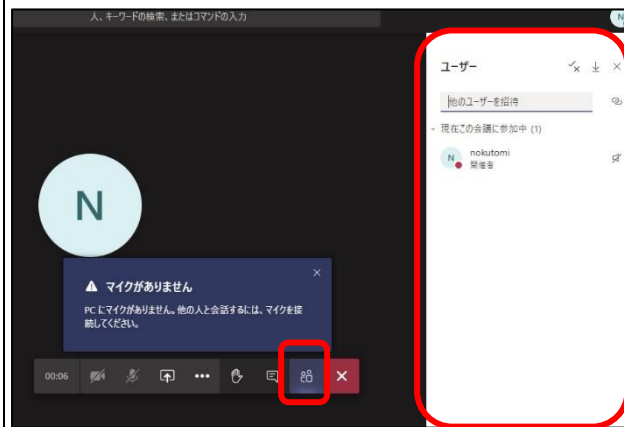 人、キーワードの検索、またはコマンドの入力
N
ユーザー
他のユーザーを招待
現在この会議に参加中 (1)
N
nokutomi
開催者
N
マイクがありません
PC にマイクがありません。他の人と会話するには、マイクを接
続してください。
00:06